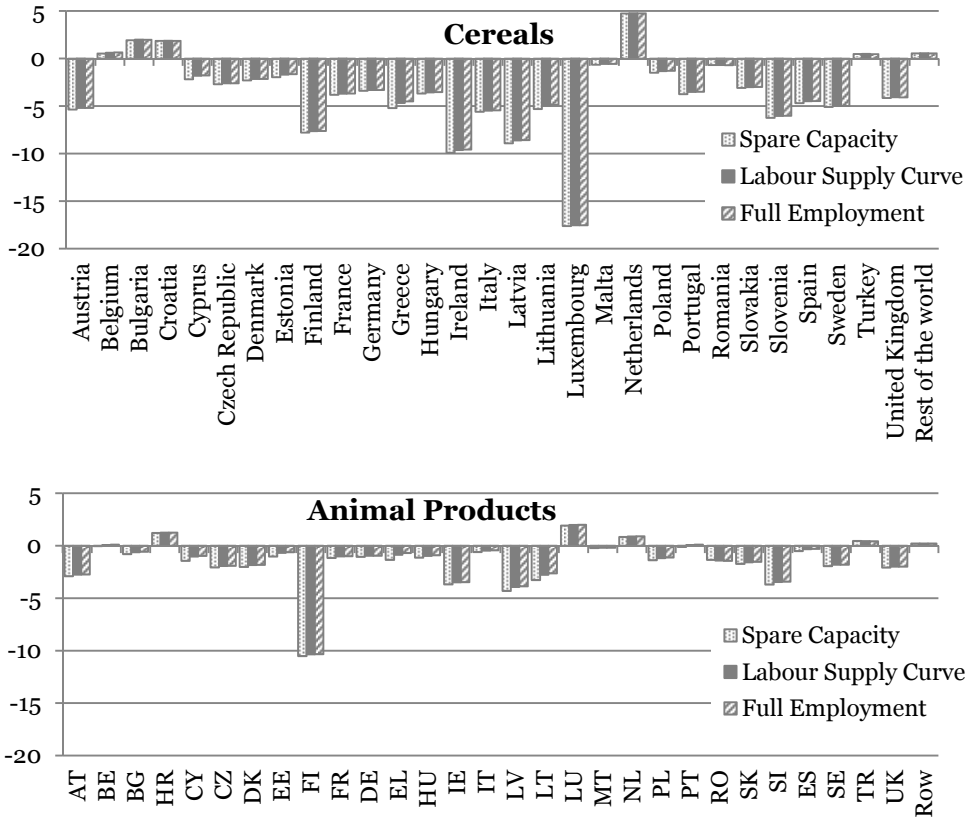 5
Cereals
0
-5
-10
-15
-20
Spare Capacity
Labour Supply Curve
Full Employment
Austria
Belgium
Bulgaria
Croatia
Cyprus
Czech Republic
Denmark
Estonia
Finland
France
Germany
Greece
Hungary
Ireland
Italy
Latvia
Lithuania
Luxembourg
Malta
Netherlands
Poland
Portugal
Romania
Slovakia
Slovenia
Spain
Sweden
Turkey
United Kingdom
Rest of the world
5
Animal Products
0
-5
-10
-15
-20
Spare Capacity
Labour Supply Curve
Full Employment
AT
BE
BG
HR
CY
CZ
DK
EE
FI
FR
DE
EL
HU
IE
IT
LV
LT
LU
MT
NL
PL
PT
RO
SK
SI
ES
SE
TR
UK
Row